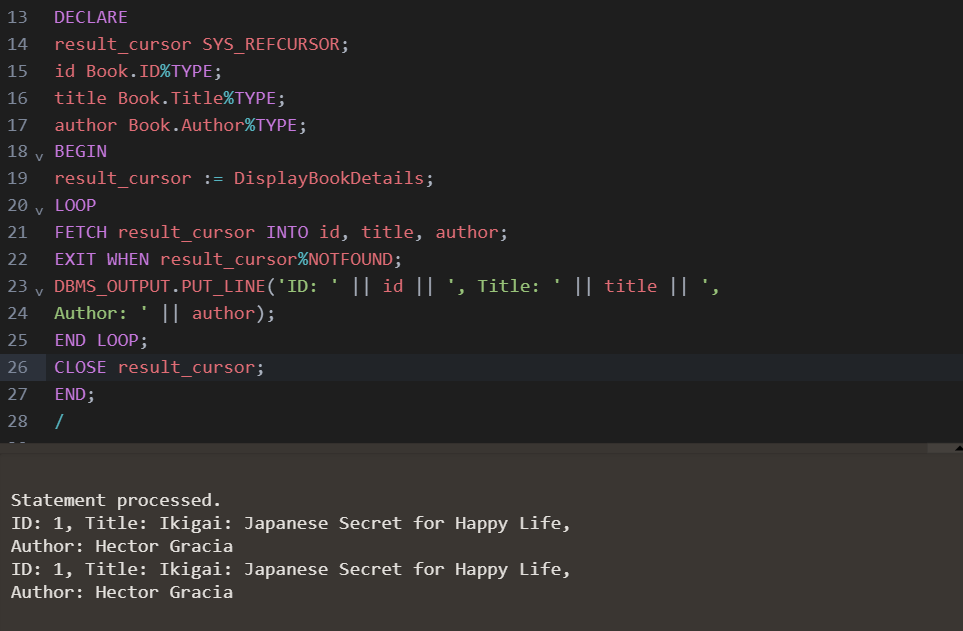 13 DECLARE
14 result_cursor SYS_REFCURSOR;
15 id Book.ID%TYPE;
16 title Book.Title%TYPE;
17 author Book.Author%TYPE;
18 v BEGIN
19 result_cursor := DisplayBookDetails;
20 v LOOP
21 FETCH result_cursor INTO id, title, author;
22 EXIT WHEN result_cursor%NOTFOUND;
23 v DBMS_OUTPUT.PUT_LINE('ID: ' || id || ', Title: ' || title || ',
24 Author: ' || author);
25 END LOOP;
26 CLOSE result_cursor;
27 END;
28 /
Statement processed.
ID: 1, Title: Ikigai: Japanese Secret for Happy Life,
Author: Hector Gracia
ID: 1, Title: Ikigai: Japanese Secret for Happy Life,
Author: Hector Gracia